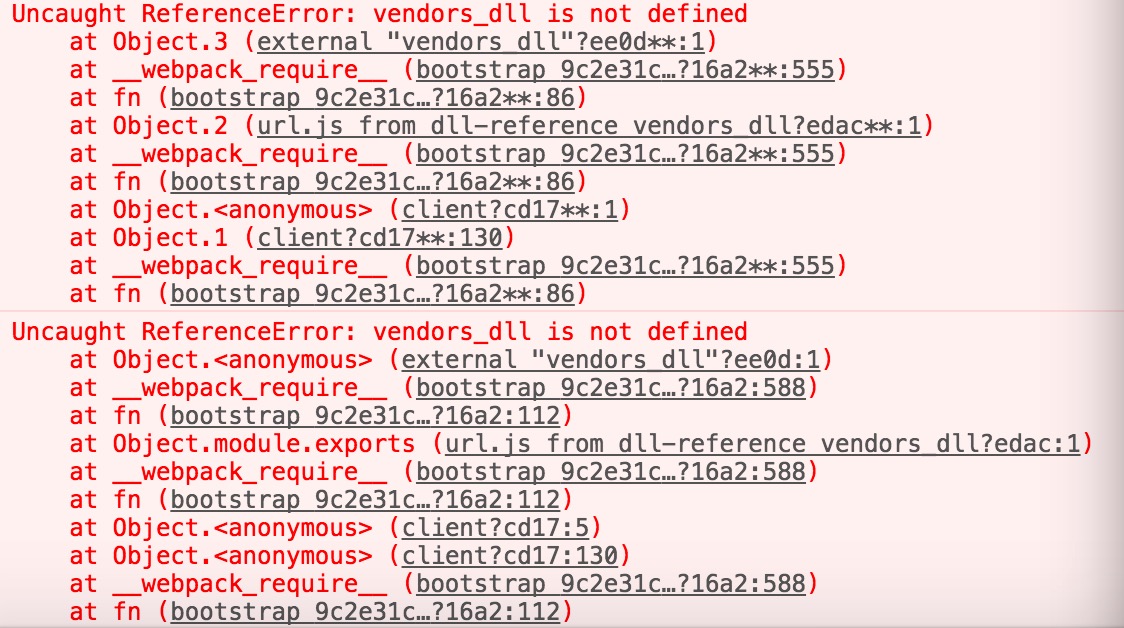 Uncaught ReferenceError: vendors_dll is not defined
at Object.3 (external "vendors_dll"?ee0d**:1)
at __webpack_require__ (bootstrap 9c2e31c…?16a2**:555)
at fn (bootstrap 9c2e31c…?16a2**:86)
at Object.2 (url.js from dll-reference vendors_dll?edac**:1)
at __webpack_require__ (bootstrap 9c2e31c…?16a2**:555)
at fn (bootstrap 9c2e31c…?16a2**:86)
at Object.<anonymous> (client?cd17**:1)
at Object.1 (client?cd17**:130)
at __webpack_require__ (bootstrap 9c2e31c…?16a2**:555)
at fn (bootstrap 9c2e31c…?16a2**:86)
Uncaught ReferenceError: vendors_dll is not defined
at Object.<anonymous> (external "vendors_dll"?ee0d:1)
at __webpack_require__ (bootstrap 9c2e31c…?16a2:588)
at fn (bootstrap 9c2e31c…?16a2:112)
at Object.module.exports (url.js from dll-reference vendors_dll?edac:1)
at __webpack_require__ (bootstrap 9c2e31c…?16a2:588)
at fn (bootstrap 9c2e31c…?16a2:112)
at Object.<anonymous> (client?cd17:5)
at Object.<anonymous> (client?cd17:130)
at __webpack_require__ (bootstrap 9c2e31c…?16a2:588)
at fn (bootstrap 9c2e31c…?16a2:112)